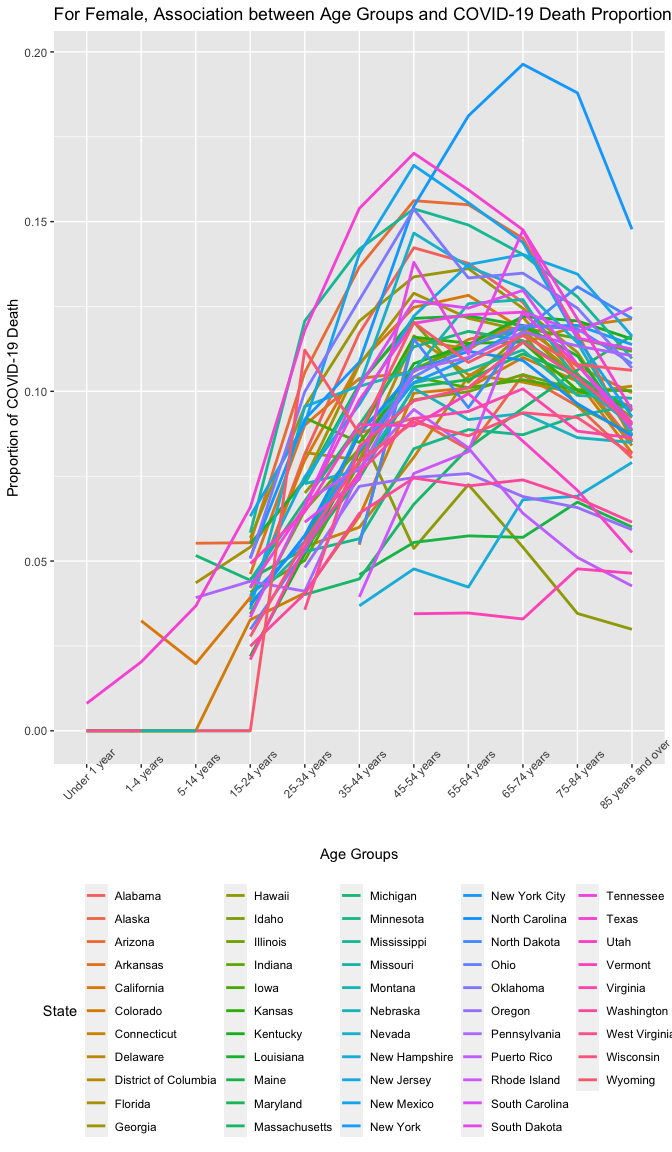 For Female, Association between Age Groups and COVID-19 Death Proportion
Proportion of COVID-19 Death
0.20
0.15
0.10
0.05
0.00
Under 1 year
1-4 years
5-14 years
15-24 years
25-34 years
35-44 years
45-54 years
55-64 years
65-74 years
75-84 years
85 years and over
Age Groups
State
Alabama
Alaska
Arizona
Arkansas
California
Colorado
Connecticut
Delaware
District of Columbia
Florida
Georgia
Hawaii
Idaho
Illinois
Indiana
Iowa
Kansas
Kentucky
Louisiana
Maine
Maryland
Massachusetts
Michigan
Minnesota
Mississippi
Missouri
Montana
Nebraska
Nevada
New Hampshire
New Jersey
New Mexico
New York
New York City
North Carolina
North Dakota
Ohio
Oklahoma
Oregon
Pennsylvania
Puerto Rico
Rhode Island
South Carolina
South Dakota
Tennessee
Texas
Utah
Vermont
Virginia
Washington
West Virginia
Wisconsin
Wyoming